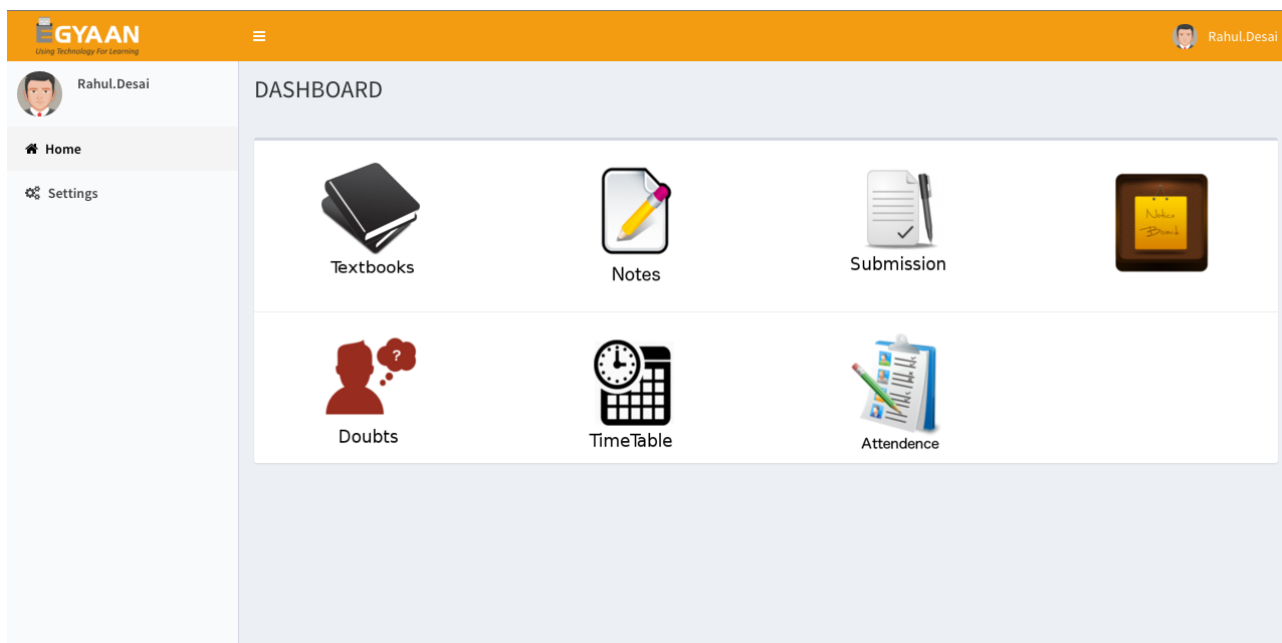 EGYAAN
Using Technology For Learning
Rahul.Desai
Rahul.Desai
DASHBOARD
Home
Settings
Textbooks
Notes
Submission
Notice
Board
?
Doubts
TimeTable
Attendence